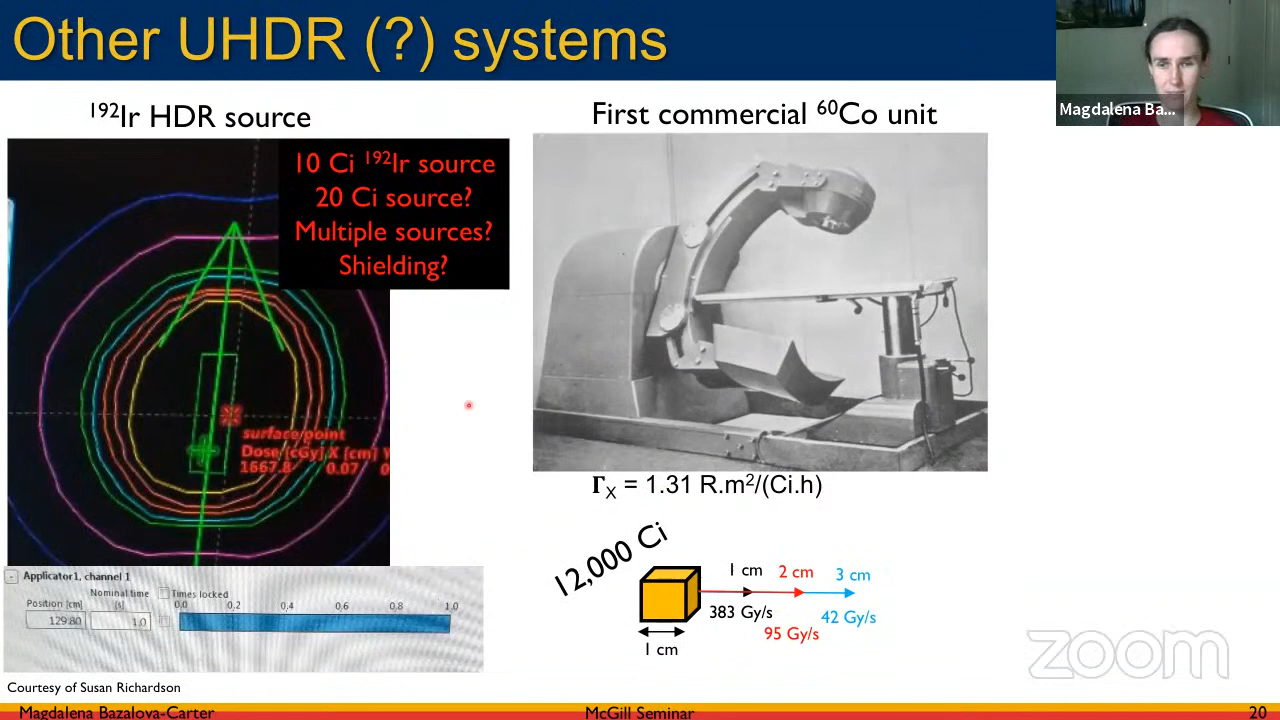 Other UHDR (?) systems
Magdalena Ba...
¹⁹²Ir HDR source
10 Ci ¹⁹²Ir source
20 Ci source?
Multiple sources?
Shielding?
surface/point
Dose [cGy] X [cm] Y
1667.8 0.07 0
Applicator1, channel 1
Nominal time
Times locked
Position [cm]
[s]
0,0 0,2 0,4 0,6 0,8 1.0
129.80
1.0
Courtesy of Susan Richardson
First commercial ⁶⁰Co unit
ΓX = 1.31 R.m²/(Ci.h)
12,000 Ci
1 cm 2 cm 3 cm
383 Gy/s
42 Gy/s
95 Gy/s
1 cm
zoom
Magdalena Bazalova-Carter
McGill Seminar
20